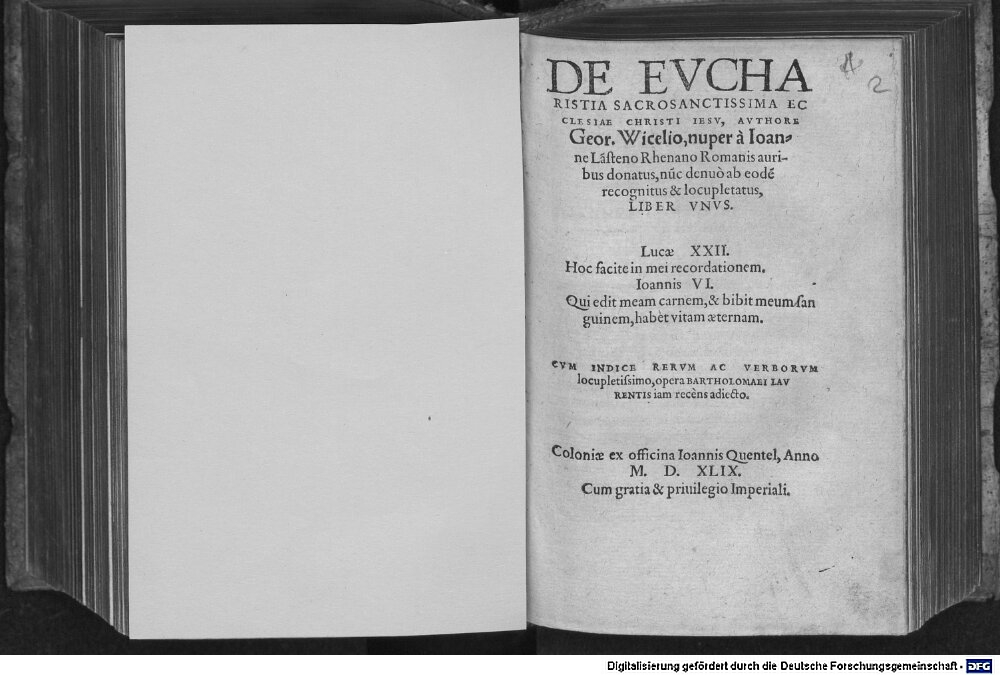 DE EVCHA
RISTIA SACROSANCTISSIMA EC
CLESIAE CHRISTI IESV, AVTHORE
Geor. Wicelio, nuper à Ioan-
ne Lásteno Rhenano Romanis auri-
bus donatus, nūc denuò ab eodē
recognitus & locupletatus,
LIBER VNVS.
Lucæ XXII.
Hoc facite in mei recordationem.
Ioannis VI.
Qui edit meam carnem, & bibit meum san
guinem, habet vitam æternam.
CVM INDICE RERVM AC VERBORVM
locupletissimo, opera BARTHOLOMAEI LAV
RENTIS iam recèns adiecto.
Coloniæ ex officina Ioannis Quentel, Anno
M. D. XLIX.
Cum gratia & priuilegio Imperiali.
2
Digitalisierung gefördert durch die Deutsche Forschungsgemeinschaft - DFG